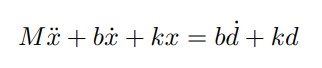 Mẍ + bẋ + kx = bḋ + kd